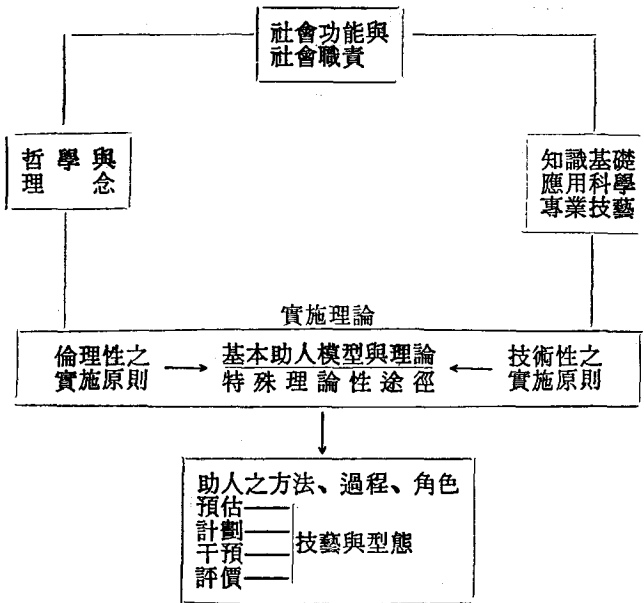 社會功能與
社會職責
哲學與
理念
知識基礎
應用科學
專業技藝
實施理論
倫理性之
實施原則
基本助人模型與理論
特殊理論性途徑
技術性之
實施原則
助人之方法、過程、角色
預估
計劃
干預
評價
技藝與型態